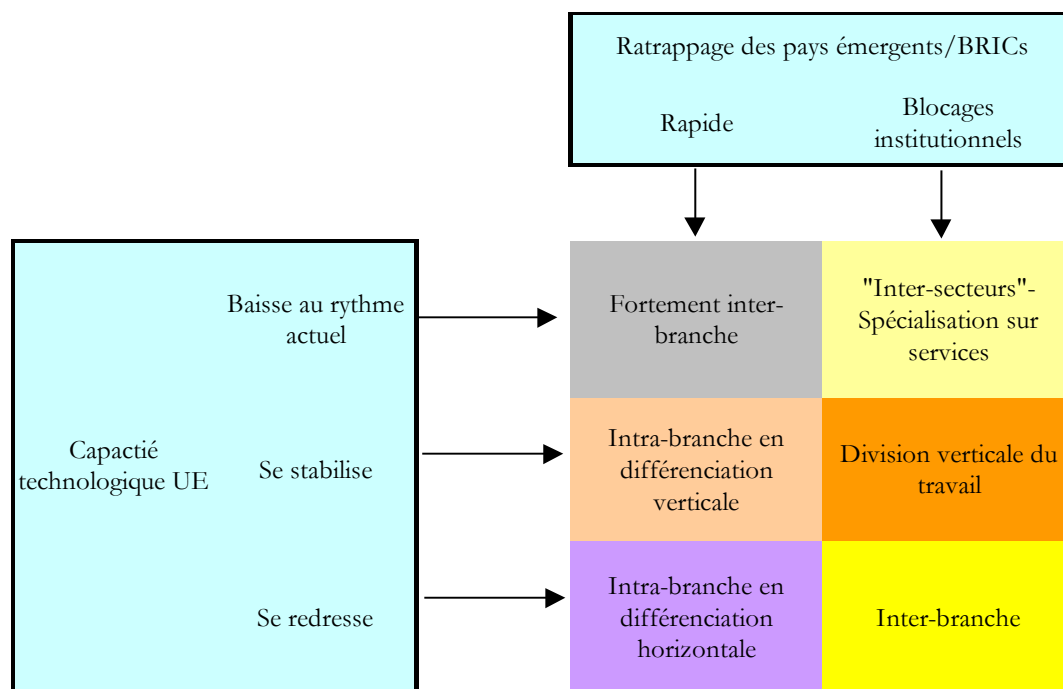 Ratrappage des pays émergents/BRICs
Rapide
Blocages
institutionnels
Baisse au rythme
actuel
Fortement inter-
branche
"Inter-secteurs"-
Spécialisation sur
services
Capactié
technologique UE
Se stabilise
Intra-branche en
différenciation
verticale
Division verticale du
travail
Se redresse
Intra-branche en
différenciation
horizontale
Inter-branche